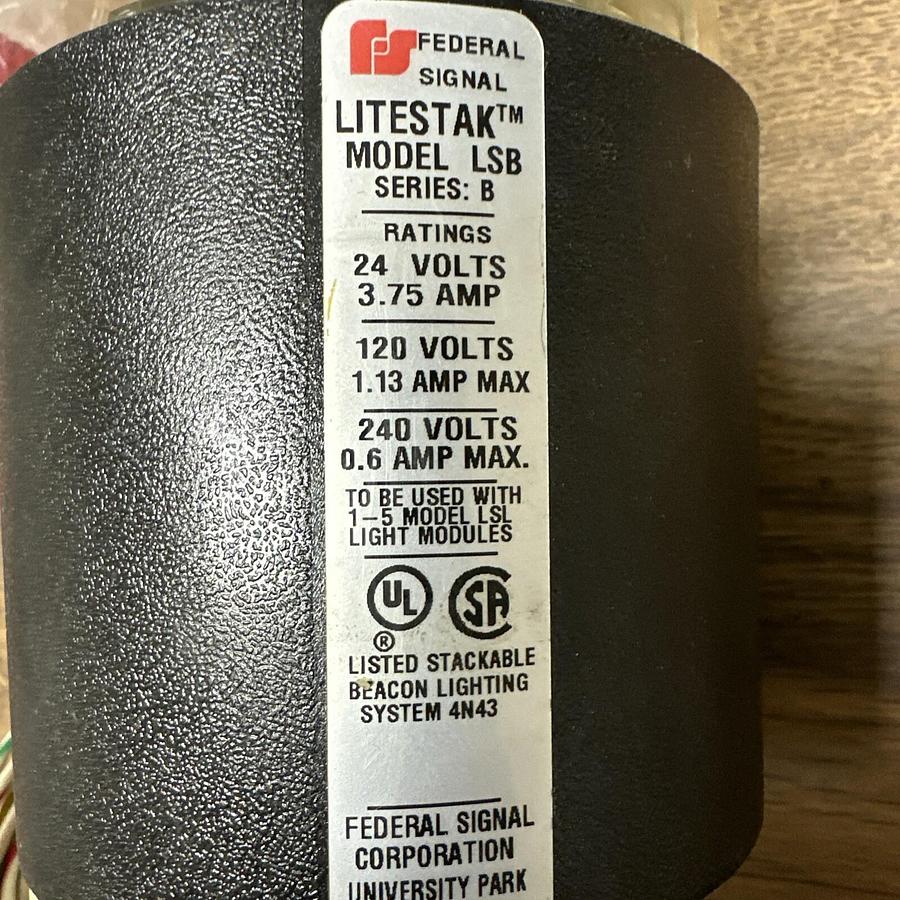 FEDERAL
SIGNAL
LITESTAK™
MODEL LSB
SERIES: B
RATINGS
24 VOLTS
3.75 AMP
120 VOLTS
1.13 AMP MAX
240 VOLTS
0.6 AMP MAX.
TO BE USED WITH
1-5 MODEL LSL
LIGHT MODULES
UL SA
®
LISTED STACKABLE
BEACON LIGHTING
SYSTEM 4N43
FEDERAL SIGNAL
CORPORATION
UNIVERSITY PARK